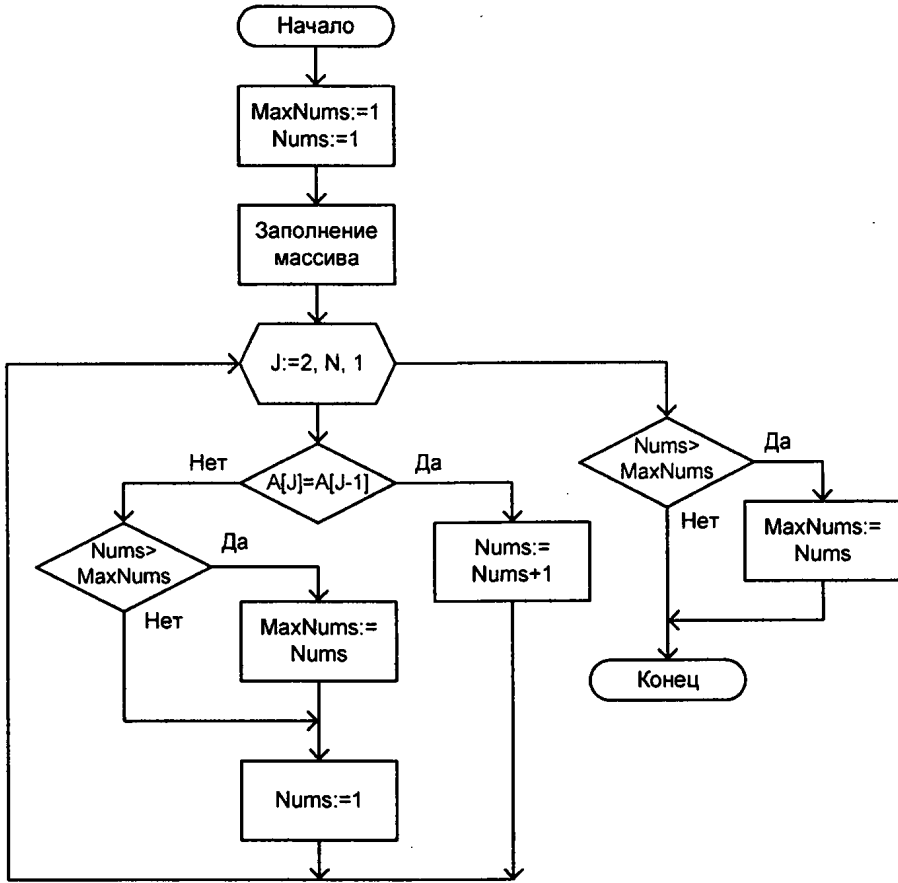 Начало
MaxNums:=1
Nums:=1
Заполнение
массива
J:=2, N, 1
Нет
A[J]=A[J-1]
Да
Nums>
MaxNums
Да
Нет
MaxNums:=
Nums
Nums:=
Nums+1
Nums:=1
Nums>
MaxNums
Да
Нет
MaxNums:=
Nums
Конец